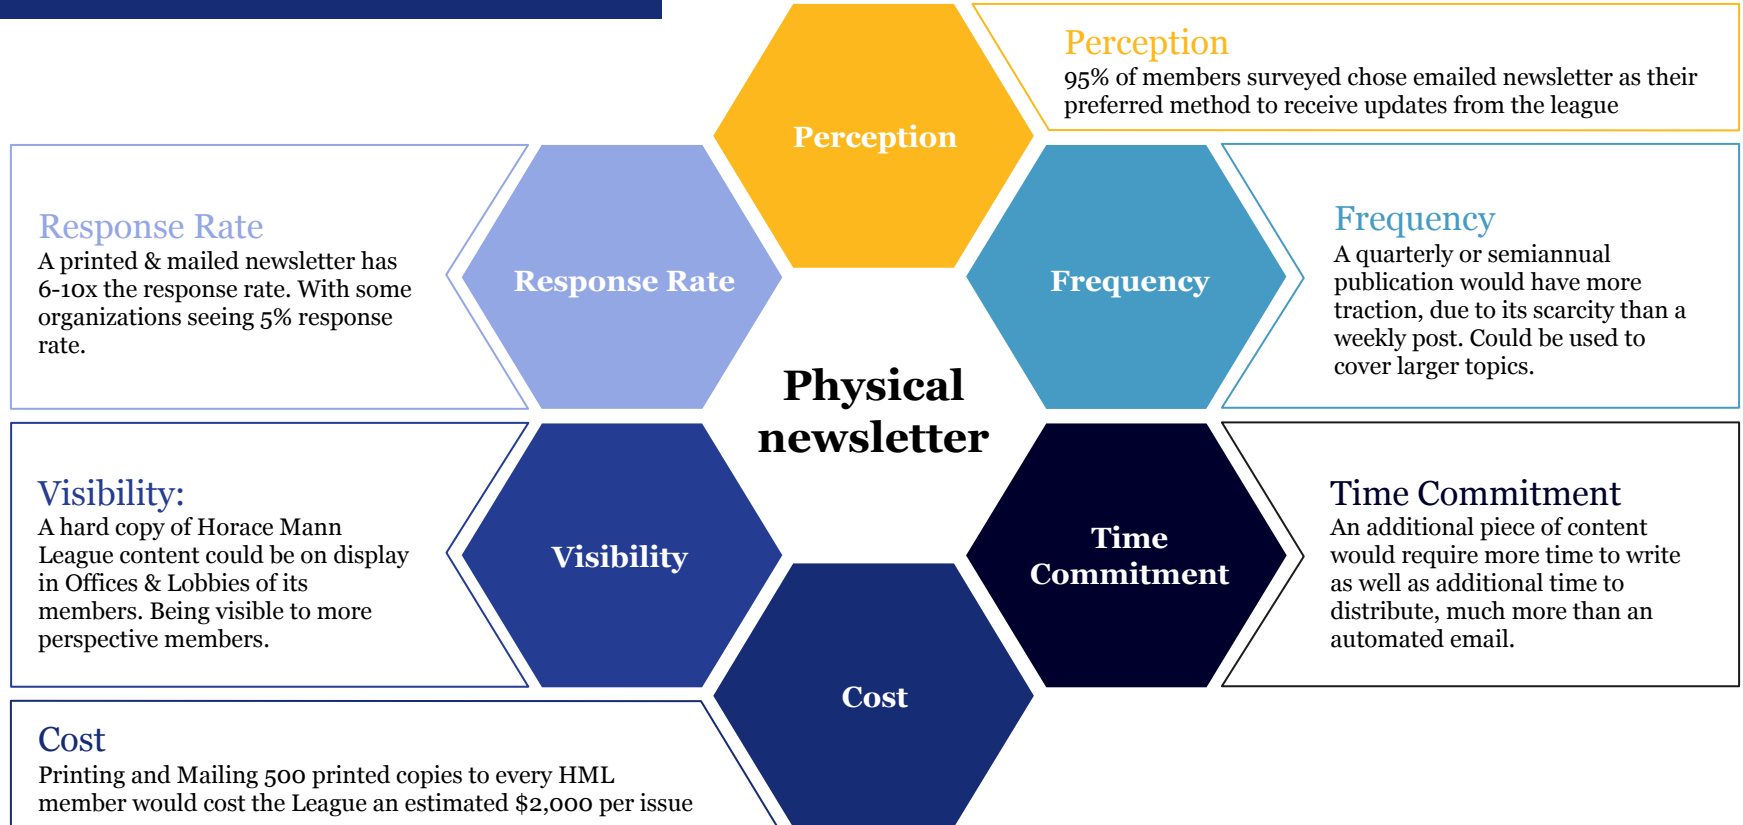 Perception
95% of members surveyed chose emailed newsletter as their
preferred method to receive updates from the league
Perception
Response Rate
A printed & mailed newsletter has
6-10x the response rate. With some
organizations seeing 5% response
rate.
Response Rate
Frequency
Frequency
A quarterly or semiannual
publication would have more
traction, due to its scarcity than a
weekly post. Could be used to
cover larger topics.
Physical
newsletter
Visibility:
A hard copy of Horace Mann
League content could be on display
in Offices & Lobbies of its
members. Being visible to more
perspective members.
Visibility
Time
Commitment
Time Commitment
An additional piece of content
would require more time to write
as well as additional time to
distribute, much more than an
automated email.
Cost
Cost
Printing and Mailing 500 printed copies to every HML
member would cost the League an estimated $2,000 per issue